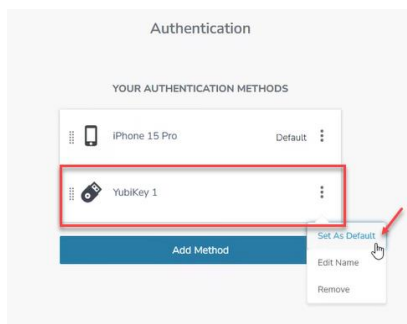 Authentication
YOUR AUTHENTICATION METHODS
iPhone 15 Pro Default
YubiKey 1
Set As Default
Add Method
Edit Name
Remove